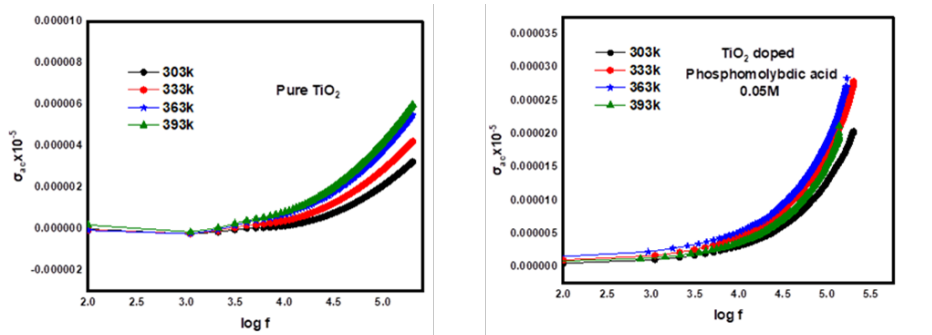 0.000010
0.000008
0.000006
0.000004
0.000002
0.000000
-0.000002
σac x10⁻⁵
303k
333k
363k
393k
Pure TiO₂
2.0 2.5 3.0 3.5 4.0 4.5 5.0
log f
0.000035
0.000030
0.000025
0.000020
0.000015
0.000010
0.000005
0.000000
σac x10⁻⁵
303k
333k
363k
393k
TiO₂ doped
Phosphomolybdic acid
0.05M
2.0 2.5 3.0 3.5 4.0 4.5 5.0 5.5
log f